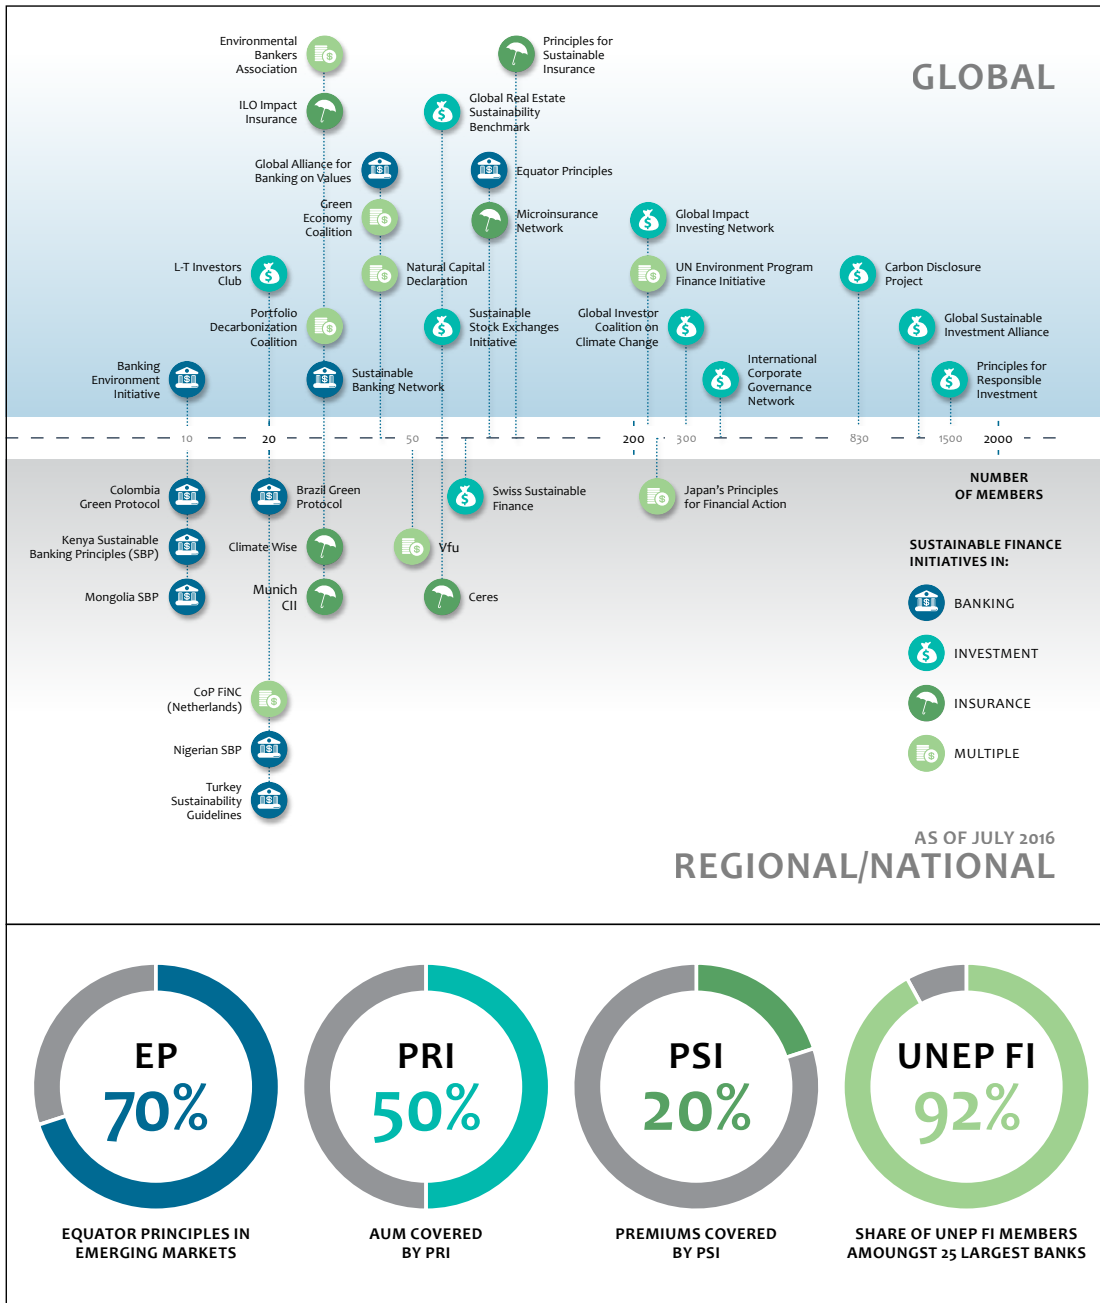 GLOBAL
Environmental
Bankers
Association
Principles for
Sustainable
Insurance
ILO Impact
Insurance
Global Real Estate
Sustainability
Benchmark
Global Alliance for
Banking on Values
Equator Principles
Green
Economy
Coalition
Microinsurance
Network
Global Impact
Investing Network
L-T Investors
Club
Natural Capital
Declaration
UN Environment Program
Finance Initiative
Carbon Disclosure
Project
Portfolio
Decarbonization
Coalition
Sustainable
Stock Exchanges
Initiative
Global Investor
Coalition on
Climate Change
Global Sustainable
Investment Alliance
Banking
Environment
Initiative
Sustainable
Banking Network
International
Corporate
Governance
Network
Principles for
Responsible
Investment
10 20 50 200 300 830 1500 2000
NUMBER
OF MEMBERS
Colombia
Green Protocol
Brazil Green
Protocol
Swiss Sustainable
Finance
Japan's Principles
for Financial Action
Kenya Sustainable
Banking Principles (SBP)
Climate Wise
Vfu
Mongolia SBP
Munich
CII
Ceres
CoP FiNC
(Netherlands)
Nigerian SBP
Turkey
Sustainability
Guidelines
SUSTAINABLE FINANCE
INITIATIVES IN:
BANKING
INVESTMENT
INSURANCE
MULTIPLE
AS OF JULY 2016
REGIONAL/NATIONAL
EP
70%
EQUATOR PRINCIPLES IN
EMERGING MARKETS
PRI
50%
AUM COVERED
BY PRI
PSI
20%
PREMIUMS COVERED
BY PSI
UNEP FI
92%
SHARE OF UNEP FI MEMBERS
AMOUNGST 25 LARGEST BANKS